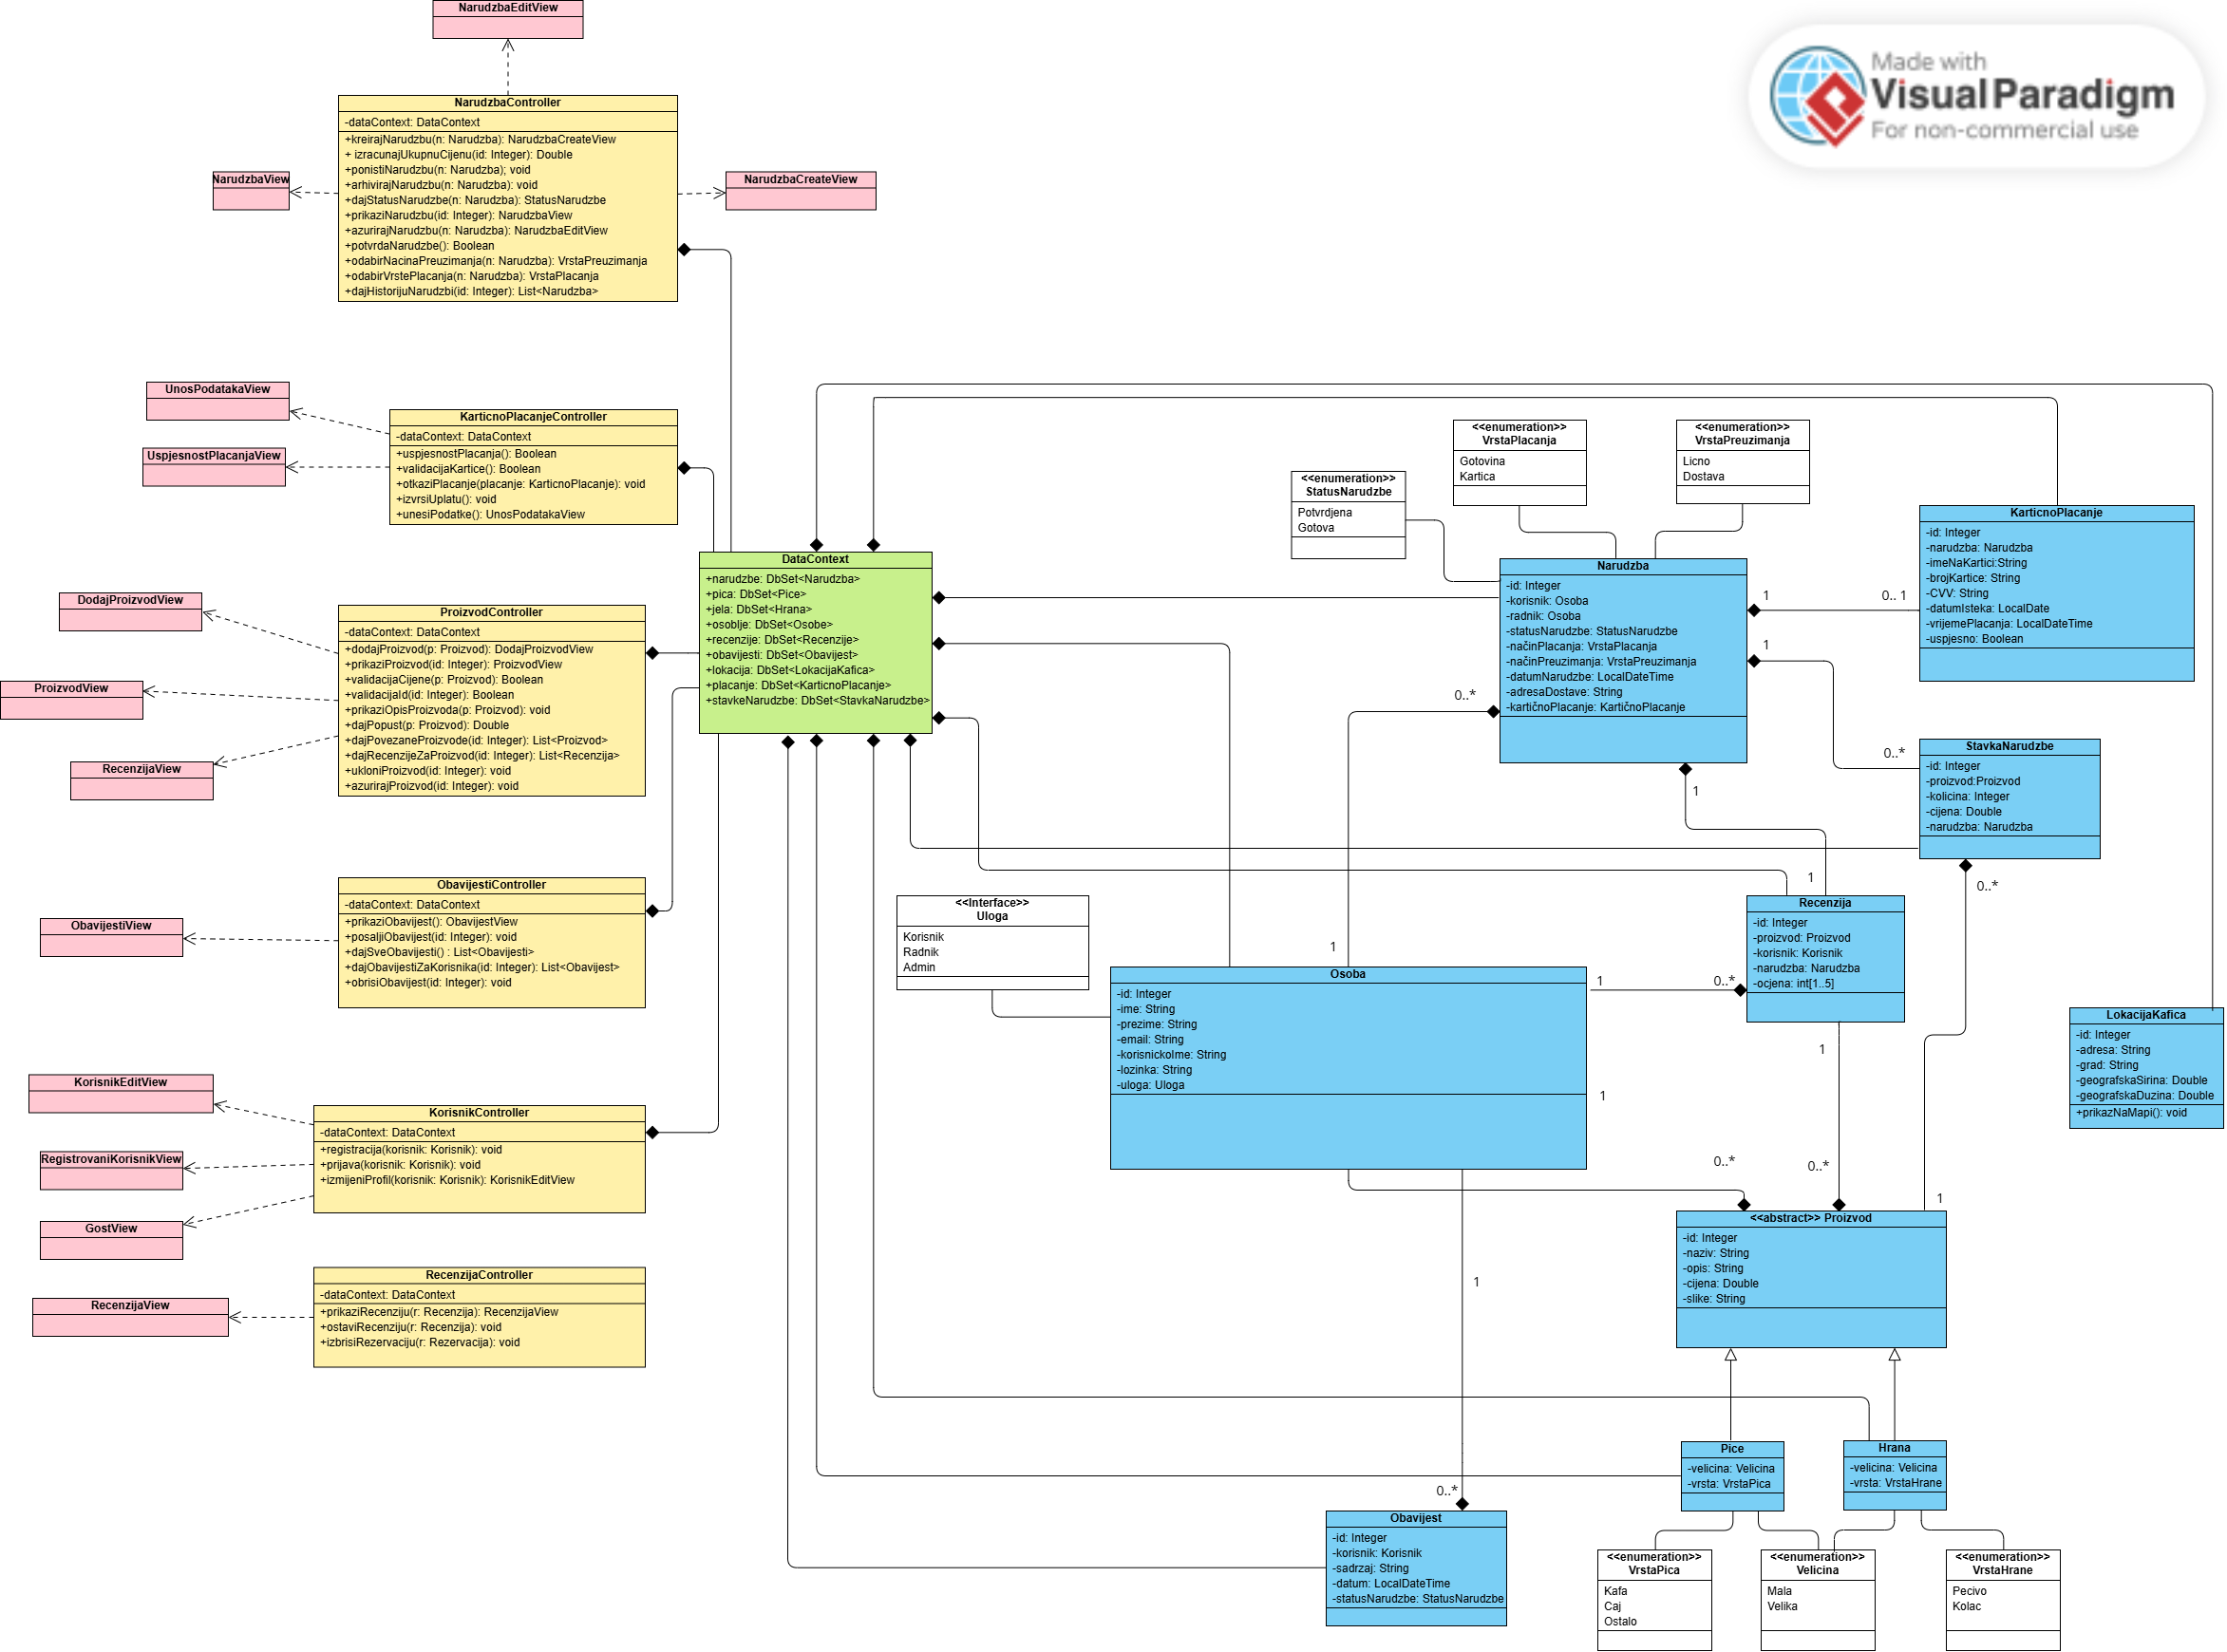 NarudzbaEditView
Made with
Visual Paradigm
For non-commercial use
NarudzbaController
-dataContext: DataContext
+kreirajNarudzbu(n: Narudzba): NarudzbaCreateView
+ izracunajUkupnuCijenu(id: Integer): Double
+ponistiNarudzbu(n: Narudzba); void
+arhivirajNarudzbu(n: Narudzba): void
+dajStatusNarudzbe(n: Narudzba): StatusNarudzbe
+prikaziNarudzbu(id: Integer): NarudzbaView
+azurirajNarudzbu(n: Narudzba): NarudzbaEditView
+potvrdaNarudzbe(): Boolean
+odabirNacinaPreuzimanja(n: Narudzba): VrstaPreuzimanja
+odabirVrstePlacanja(n: Narudzba): VrstaPlacanja
+dajHistorijuNarudzbi(id: Integer): List<Narudzba>
NarudzbaView
NarudzbaCreateView
UnosPodatakaView
UspjesnostPlacanjaView
KarticnoPlacanjeController
-dataContext: DataContext
+uspjesnostPlacanja(): Boolean
+validacijaKartice(): Boolean
+otkaziPlacanje(placanje: KarticnoPlacanje): void
+izvrsiUplatu(): void
+unesiPodatke(): UnosPodatakaView
<<enumeration>>
VrstaPlacanja
Gotovina
Kartica
<<enumeration>>
VrstaPreuzimanja
Licno
Dostava
<<enumeration>>
StatusNarudzbe
Potvrdjena
Gotova
KarticnoPlacanje
-id: Integer
-narudzba: Narudzba
-imeNaKartici:String
-brojKartice: String
-CVV: String
-datumIsteka: LocalDate
-vrijemePlacanja: LocalDateTime
-uspjesno: Boolean
DataContext
+narudzbe: DbSet<Narudzba>
+pica: DbSet<Pice>
+jela: DbSet<Hrana>
+osoblje: DbSet<Osobe>
+recenzije: DbSet<Recenzije>
+obavijesti: DbSet<Obavijest>
+lokacija: DbSet<LokacijaKafica>
+placanje: DbSet<KarticnoPlacanje>
+stavkeNarudzbe: DbSet<StavkaNarudzbe>
Narudzba
-id: Integer
-korisnik: Osoba
-radnik: Osoba
-statusNarudzbe: StatusNarudzbe
-načinPlacanja: VrstaPlacanja
-načinPreuzimanja: VrstaPreuzimanja
-datumNarudzbe: LocalDateTime
-adresaDostave: String
-kartičnoPlacanje: KartičnoPlacanje
1
0.. 1
1
0..*
0..*
1
DodajProizvodView
ProizvodView
RecenzijaView
ProizvodController
-dataContext: DataContext
+dodajProizvod(p: Proizvod): DodajProizvodView
+prikaziProizvod(id: Integer): ProizvodView
+validacijaCijene(p: Proizvod): Boolean
+validacijaId(id: Integer): Boolean
+prikaziOpisProizvoda(p: Proizvod): void
+dajPopust(p: Proizvod): Double
+dajPovezaneProizvode(id: Integer): List<Proizvod>
+dajRecenzijeZaProizvod(id: Integer): List<Recenzija>
+ukloniProizvod(id: Integer): void
+azurirajProizvod(id: Integer): void
StavkaNarudzbe
-id: Integer
-proizvod:Proizvod
-kolicina: Integer
-cijena: Double
-narudzba: Narudzba
0..*
1
ObavijestiView
ObavijestiController
-dataContext: DataContext
+prikaziObavijest(): ObavijestView
+posaljiObavijest(id: Integer): void
+dajSveObavijesti() : List<Obavijesti>
+dajObavijestiZaKorisnika(id: Integer): List<Obavijest>
+obrisiObavijest(id: Integer): void
<<Interface>>
Uloga
Korisnik
Radnik
Admin
1
Recenzija
-id: Integer
-proizvod: Proizvod
-korisnik: Korisnik
-narudzba: Narudzba
-ocjena: int[1..5]
Osoba
-id: Integer
-ime: String
-prezime: String
-email: String
-korisnickoIme: String
-lozinka: String
-uloga: Uloga
1
0..*
1
1
0..*
0..*
1
LokacijaKafica
-id: Integer
-adresa: String
-grad: String
-geografskaSirina: Double
-geografskaDuzina: Double
+prikazNaMapi(): void
KorisnikEditView
RegistrovaniKorisnikView
GostView
KorisnikController
-dataContext: DataContext
+registracija(korisnik: Korisnik): void
+prijava(korisnik: Korisnik): void
+izmijeniProfil(korisnik: Korisnik): KorisnikEditView
<<abstract>> Proizvod
-id: Integer
-naziv: String
-opis: String
-cijena: Double
-slike: String
1
RecenzijaView
RecenzijaController
-dataContext: DataContext
+prikaziRecenziju(r: Recenzija): RecenzijaView
+ostaviRecenziju(r: Recenzija): void
+izbrisiRezervaciju(r: Rezervacija): void
Pice
-velicina: Velicina
-vrsta: VrstaPica
Hrana
-velicina: Velicina
-vrsta: VrstaHrane
0..*
Obavijest
-id: Integer
-korisnik: Korisnik
-sadrzaj: String
-datum: LocalDateTime
-statusNarudzbe: StatusNarudzbe
<<enumeration>>
VrstaPica
Kafa
Caj
Ostalo
<<enumeration>>
Velicina
Mala
Velika
<<enumeration>>
VrstaHrane
Pecivo
Kolac